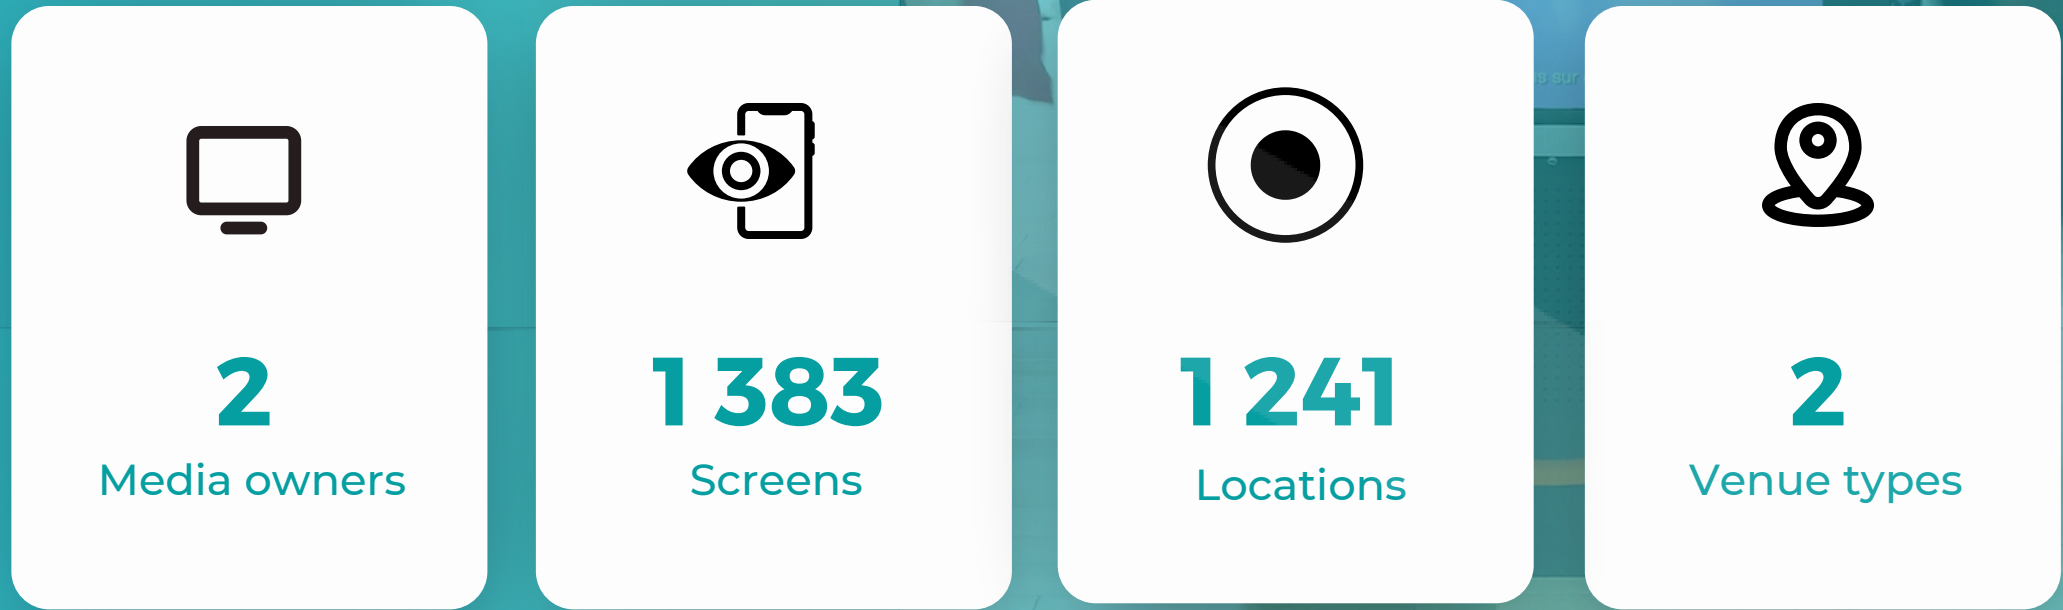 2
Media owners
1 383
Screens
1 241
Locations
2
Venue types